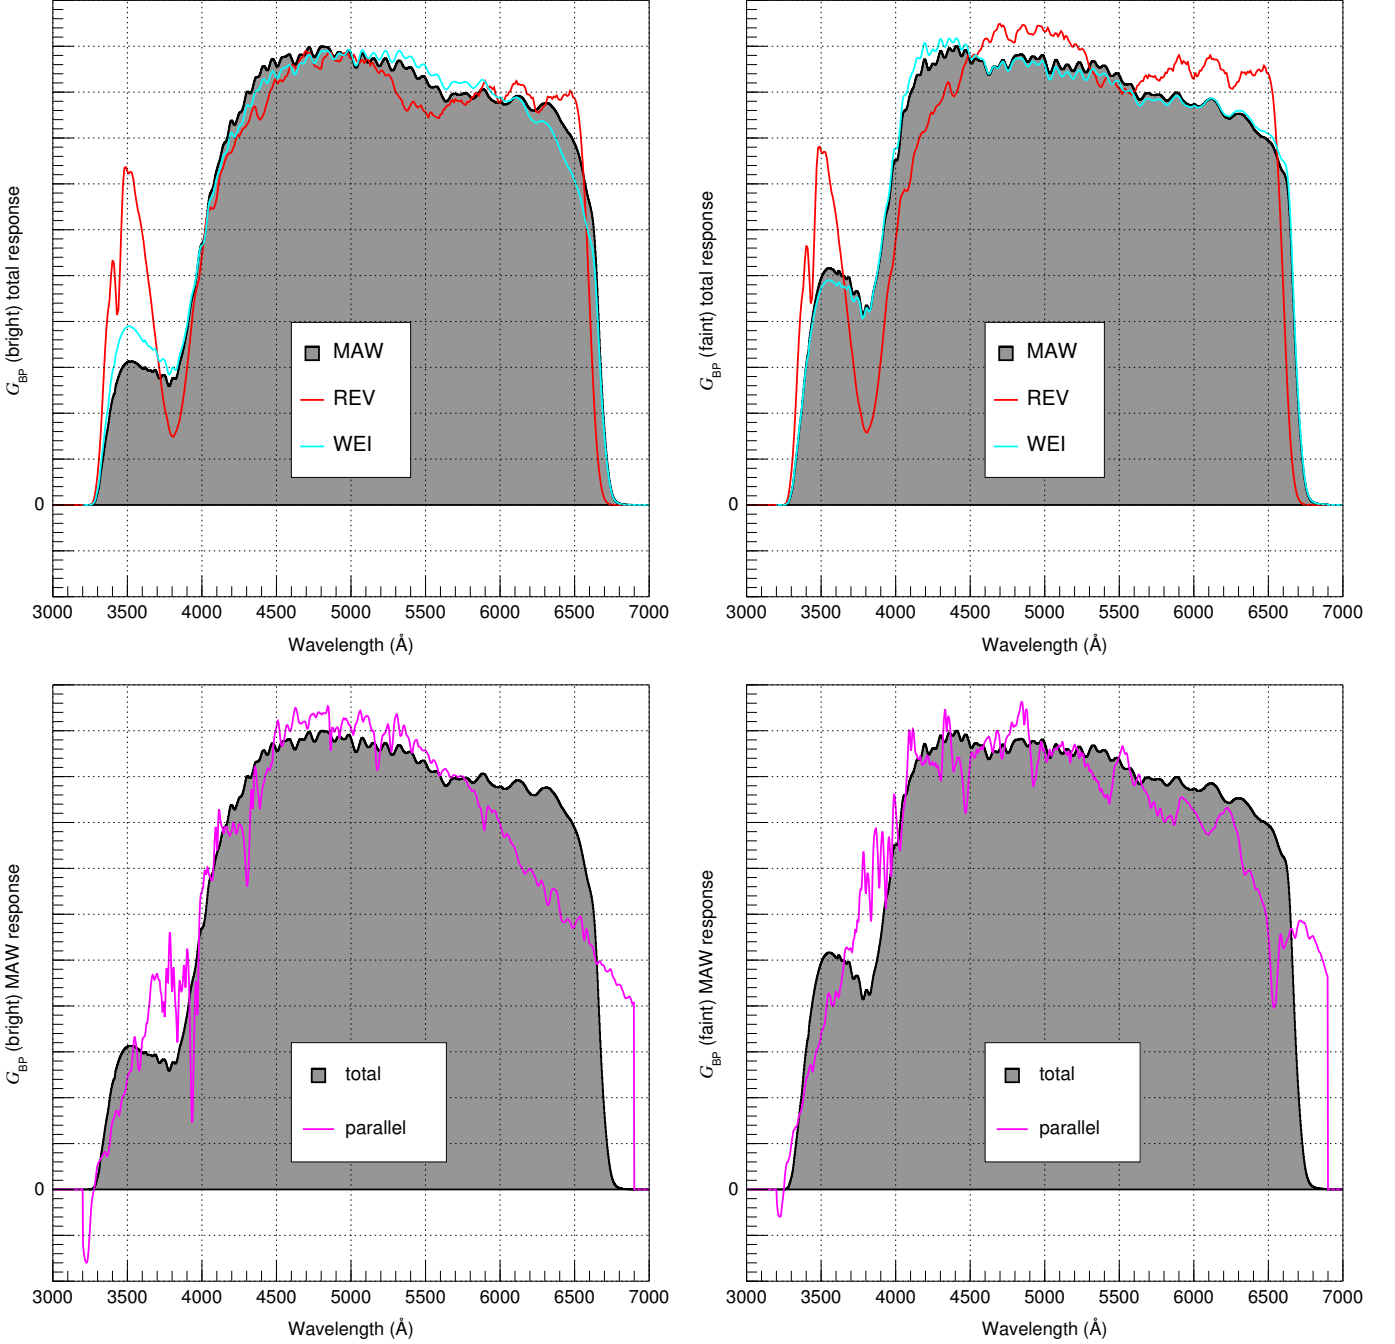 G_BP (bright) total response
0
MAW
REV
WEI
3000 3500 4000 4500 5000 5500 6000 6500 7000
Wavelength (Å)
G_BP (faint) total response
0
MAW
REV
WEI
3000 3500 4000 4500 5000 5500 6000 6500 7000
Wavelength (Å)
G_BP (bright) MAW response
0
total
parallel
3000 3500 4000 4500 5000 5500 6000 6500 7000
Wavelength (Å)
G_BP (faint) MAW response
0
total
parallel
3000 3500 4000 4500 5000 5500 6000 6500 7000
Wavelength (Å)